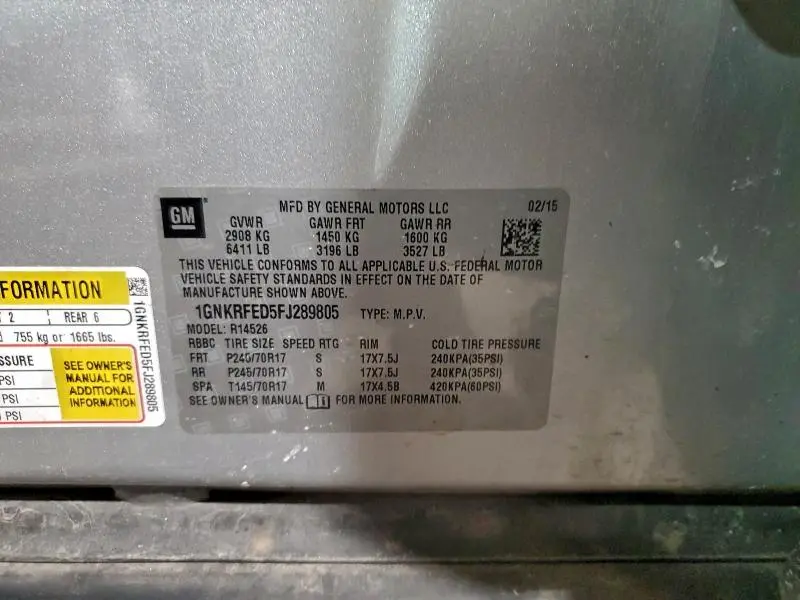 GM
MFD BY GENERAL MOTORS LLC
02/15
GVWR GAWR FRT GAWR RR
2908 KG 1450 KG 1600 KG
6411 LB 3196 LB 3527 LB
THIS VEHICLE CONFORMS TO ALL APPLICABLE U.S. FEDERAL MOTOR
VEHICLE SAFETY STANDARDS IN EFFECT ON THE DATE OF
MANUFACTURE SHOWN ABOVE.
1GNKRFED5FJ289805 TYPE: M.P.V.
MODEL: R14526
RBBC TIRE SIZE SPEED RTG RIM COLD TIRE PRESSURE
FRT P245/70R17 S 17X7.5J 240KPA(35PSI)
RR P245/70R17 S 17X7.5J 240KPA(35PSI)
SPA T145/70R17 M 17X4.5B 420KPA(60PSI)
SEE OWNER'S MANUAL FOR MORE INFORMATION.
FORMATION
2 REAR 6
755 kg or 1665 lbs.
SSURE
PSI
PSI
PSI
SEE OWNER'S
MANUAL FOR
ADDITIONAL
INFORMATION
1GNKRFED5FJ289805